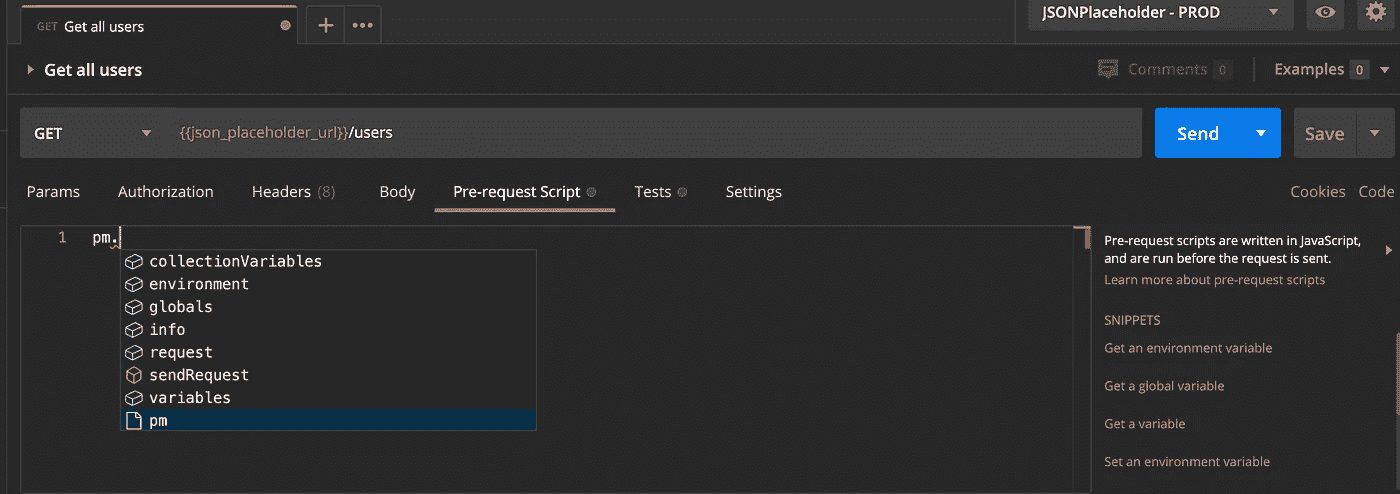 GET Get all users
JSONPlaceholder - PROD
Get all users
Comments 0
Examples 0
GET
{{json_placeholder_url}}/users
Send
Save
Params Authorization Headers (8) Body Pre-request Script Tests Settings
Cookies Code
1 pm.
collectionVariables
environment
globals
info
request
sendRequest
variables
pm
Pre-request scripts are written in JavaScript,
and are run before the request is sent.
Learn more about pre-request scripts
SNIPPETS
Get an environment variable
Get a global variable
Get a variable
Set an environment variable